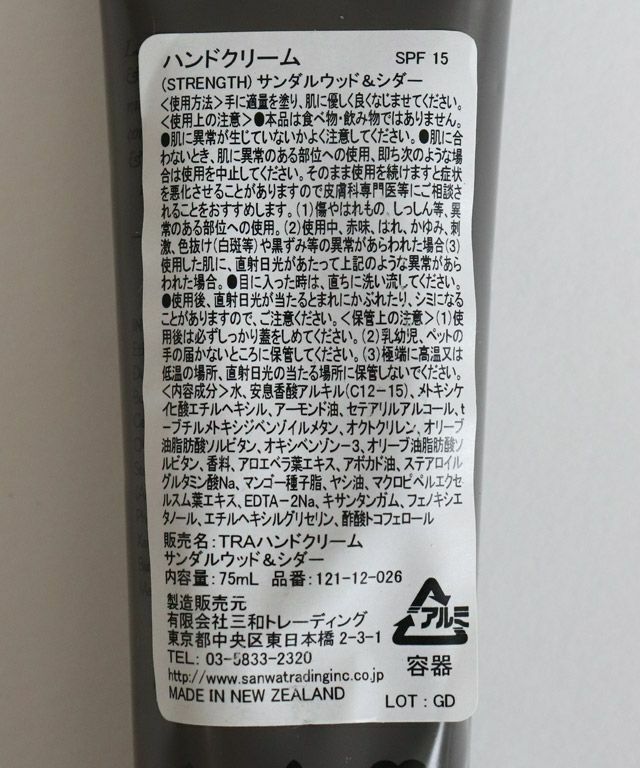 ハンドクリーム SPF 15
(STRENGTH) サンダルウッド&シダー
<使用方法>手に適量を塗り、肌に優しく良くなじませてください。
<使用上の注意>●本品は食べ物・飲み物ではありません。
●肌に異常が生じていないかよく注意してください。●肌に合
わないとき、肌に異常のある部位への使用、即ち次のような場
合は使用を中止してください。そのまま使用を続けますと症状
を悪化させることがありますので皮膚科専門医等にご相談さ
れることをおすすめします。(1)傷やはれもの、しっしん等、異
常のある部位への使用。(2)使用中、赤味、はれ、かゆみ、刺
激、色抜け(白斑等)や黒ずみ等の異常があらわれた場合(3)
使用した肌に、直射日光があたって上記のような異常があら
われた場合。●目に入った時は、直ちに洗い流してください。
●使用後、直射日光が当たるとまれにかぶれたり、シミになる
ことがありますので、ご注意ください。<保管上の注意>(1)使
用後は必ずしっかり蓋をしめてください。(2)乳幼児、ペットの
手の届かないところに保管してください。(3)極端に高温又は
低温の場所、直射日光の当たる場所に保管しないでください。
<内容成分>水、安息香酸アルキル(C12-15)、メトキシケ
イヒ酸エチルヘキシル、アーモンド油、セテアリルアルコール、t
ーブチルメトキシジベンゾイルメタン、オクトクリレン、オリーブ
油脂肪酸ソルビタン、オキシベンゾン-3、オリーブ油脂肪酸ソ
ルビタン、香料、アロエベラ葉エキス、アボカド油、ステアロイル
グルタミン酸Na、マンゴー種子脂、ヤシ油、マクロピペルエクセ
ルスム葉エキス、EDTA-2Na、キサンタンガム、フェノキシエ
タノール、エチルヘキシルグリセリン、酢酸トコフェロール
販売名:TRAハンドクリーム
サンダルウッド&シダー
内容量:75mL 品番:121-12-026
製造販売元
有限会社三和トレーディング
東京都中央区東日本橋2-3-1
TEL: 03-5833-2320
http://www.sanwatradinginc.co.jp
MADE IN NEW ZEALAND
アルミ
容器
LOT : GD